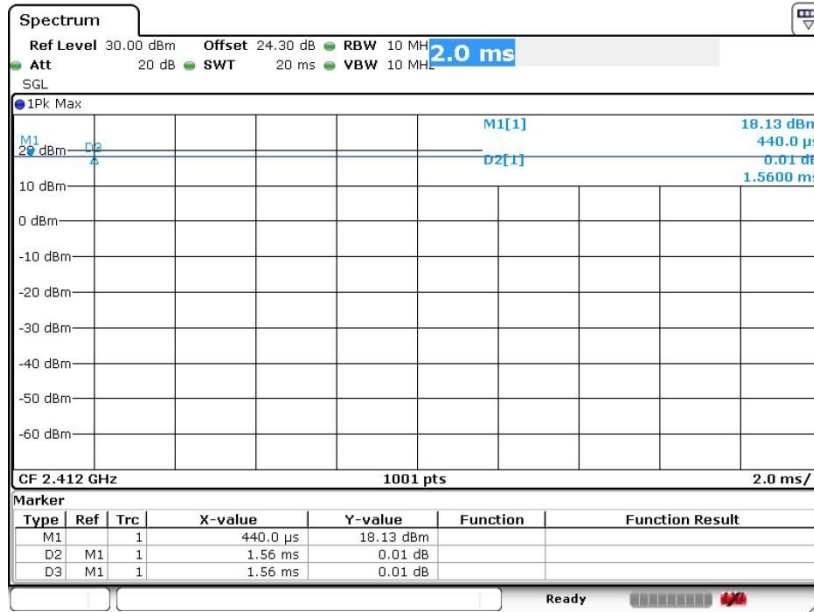 Spectrum
Ref Level 30.00 dBm Offset 24.30 dB RBW 10 MH
Att 20 dB SWT 20 ms VBW 10 MHz
2.0 ms
SGL
1Pk Max
M1[1] 18.13 dBm
440.0 µs
D2[1] 0.01 dB
1.5600 ms
M1
20 dBm
10 dBm
0 dBm
-10 dBm
-20 dBm
-30 dBm
-40 dBm
-50 dBm
-60 dBm
CF 2.412 GHz 1001 pts 2.0 ms/
Marker
Type Ref Trc X-value Y-value Function Function Result
M1 1 440.0 µs 18.13 dBm
D2 M1 1 1.56 ms 0.01 dB
D3 M1 1 1.56 ms 0.01 dB
Ready